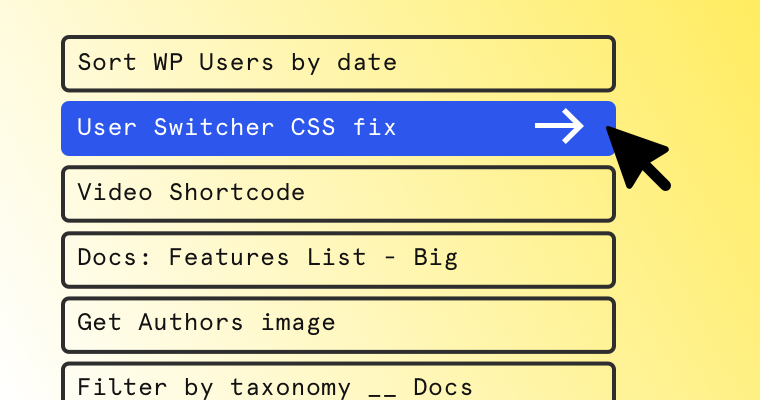 Sort WP Users by date
User Switcher CSS fix
Video Shortcode
Docs: Features List - Big
Get Authors image
Filter by taxonomy __ Docs